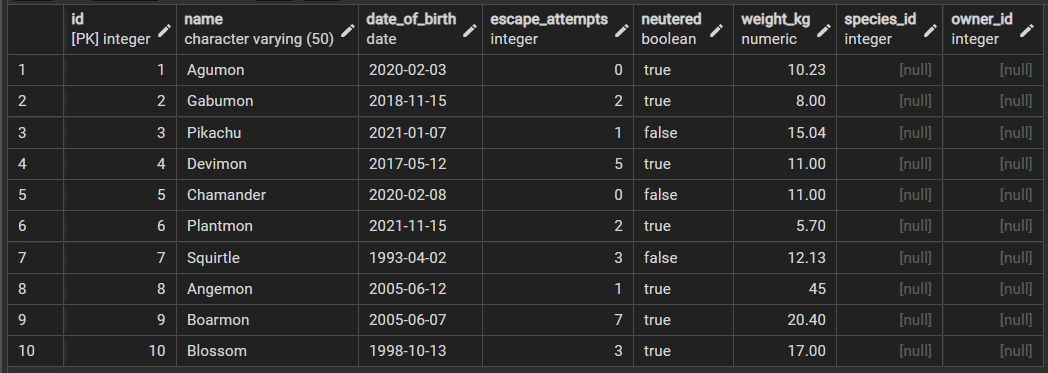 id name date_of_birth escape_attempts neutered weight_kg species_id owner_id
[PK] integer character varying (50) date integer boolean numeric integer integer
1 1 Agumon 2020-02-03 0 true 10.23 [null] [null]
2 2 Gabumon 2018-11-15 2 true 8.00 [null] [null]
3 3 Pikachu 2021-01-07 1 false 15.04 [null] [null]
4 4 Devimon 2017-05-12 5 true 11.00 [null] [null]
5 5 Chamander 2020-02-08 0 false 11.00 [null] [null]
6 6 Plantmon 2021-11-15 2 true 5.70 [null] [null]
7 7 Squirtle 1993-04-02 3 false 12.13 [null] [null]
8 8 Angemon 2005-06-12 1 true 45 [null] [null]
9 9 Boarmon 2005-06-07 7 true 20.40 [null] [null]
10 10 Blossom 1998-10-13 3 true 17.00 [null] [null]